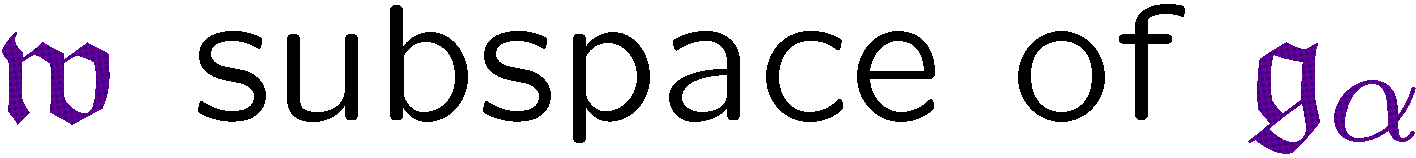 𝔴 subspace of 𝔤α